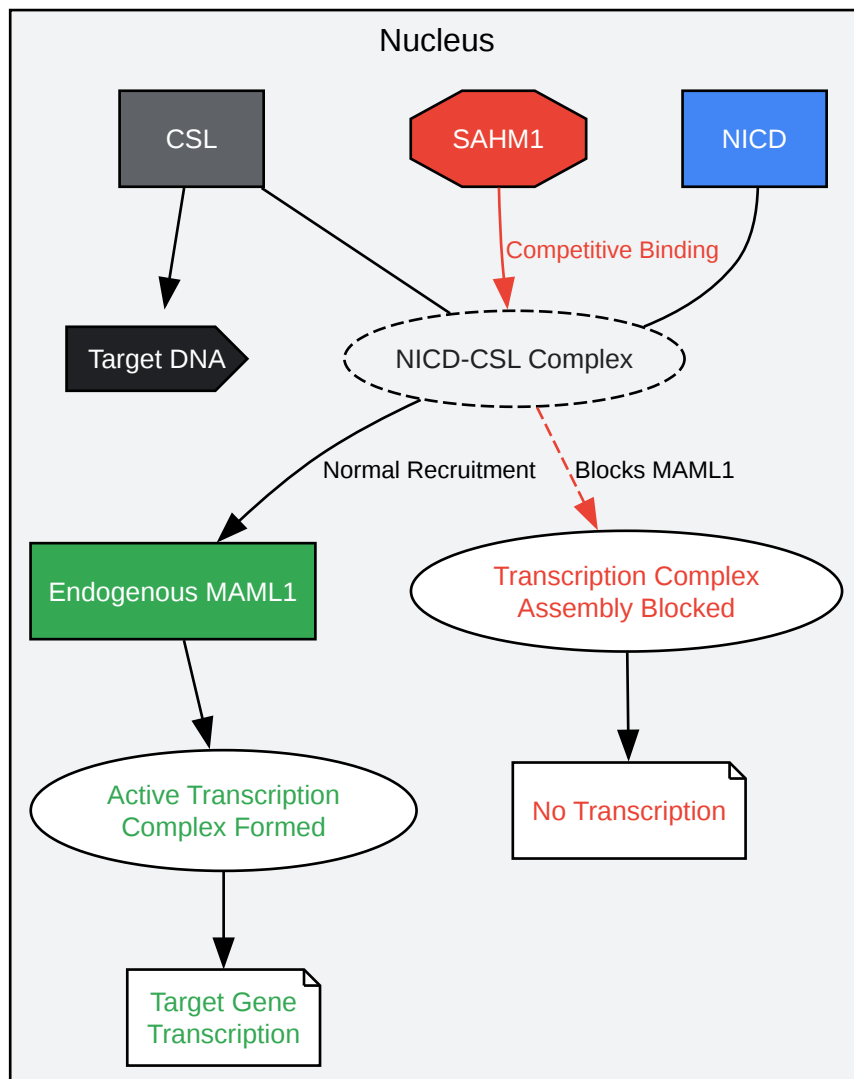 Nucleus
CSL
SAHM1
NICD
Competitive Binding
Target DNA
NICD-CSL Complex
Normal Recruitment
Blocks MAML1
Endogenous MAML1
Transcription Complex
Assembly Blocked
Active Transcription
Complex Formed
No Transcription
Target Gene
Transcription